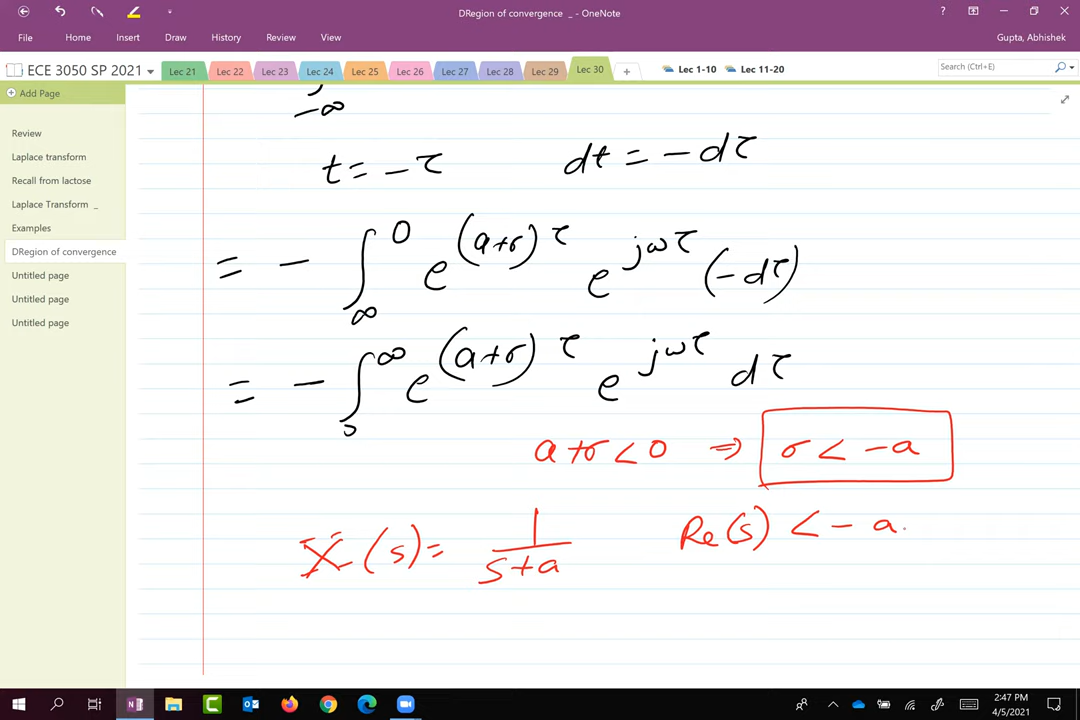 DRegion of convergence _ - OneNote
Gupta, Abhishek
File Home Insert Draw History Review View
ECE 3050 SP 2021 Lec 21 Lec 22 Lec 23 Lec 24 Lec 25 Lec 26 Lec 27 Lec 28 Lec 29 Lec 30 + Lec 1-10 Lec 11-20 Search (Ctrl+E)
Add Page
Review
Laplace transform
Recall from lactose
Laplace Transform _
Examples
DRegion of convergence
Untitled page
Untitled page
Untitled page
-∞
t = -τ dt = -dτ
= - ∫_∞^0 e^(a+σ)τ e^jωτ (-dτ)
= - ∫_0^∞ e^(a+σ)τ e^jωτ dτ
a+σ < 0 ⇒ σ < -a
X(s) = 1/(s+a) Re(s) < -a.
2:47 PM
4/5/2021